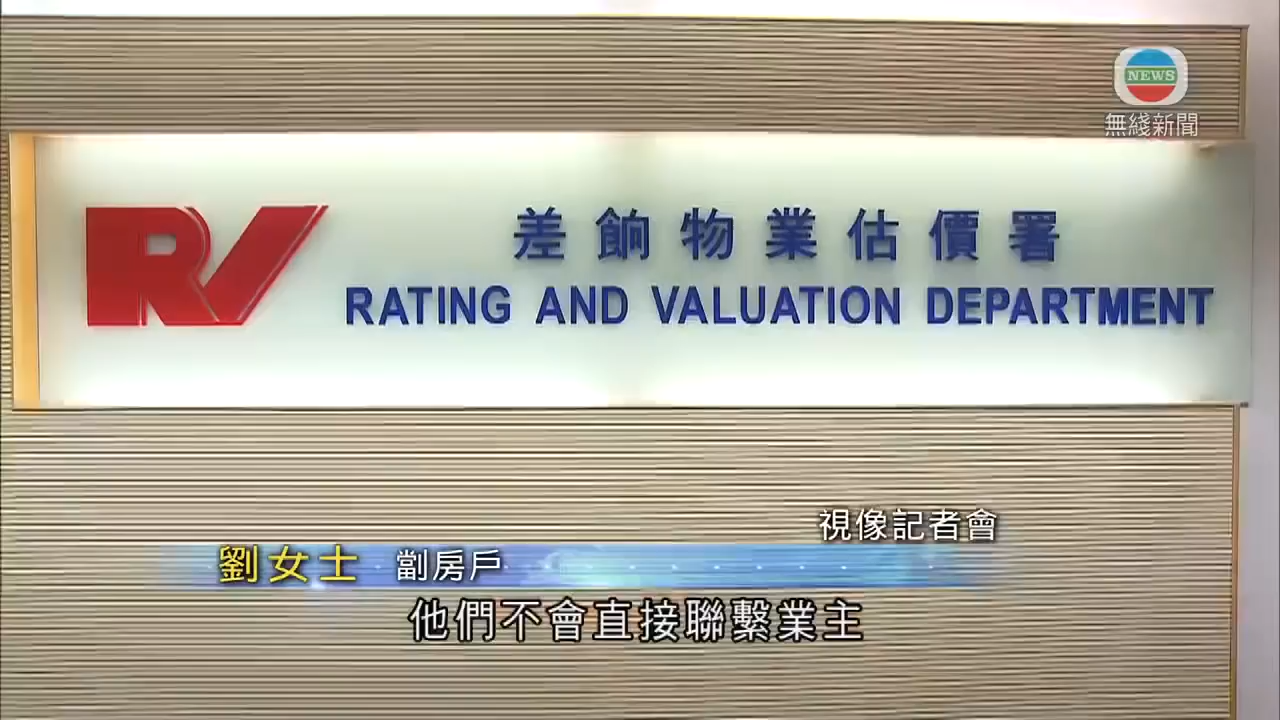 NEWS
無綫新聞
RV
差餉物業估價署
RATING AND VALUATION DEPARTMENT
視像記者會
劉女士 劏房戶
他們不會直接聯繫業主